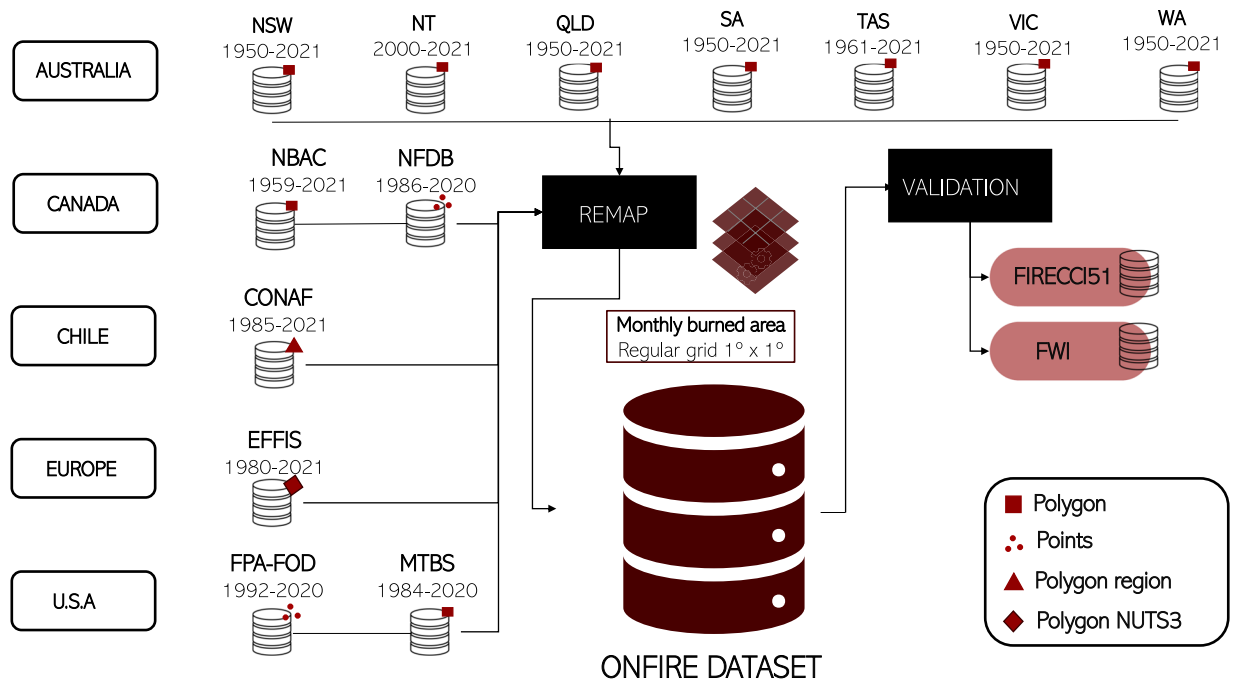 NSW
1950-2021
NT
2000-2021
QLD
1950-2021
SA
1950-2021
TAS
1961-2021
VIC
1950-2021
WA
1950-2021
AUSTRALIA
CANADA
NBAC
1959-2021
NFDB
1986-2020
REMAP
VALIDATION
FIRECCI51
FWI
CHILE
CONAF
1985-2021
Monthly burned area
Regular grid 1° x 1°
EUROPE
EFFIS
1980-2021
U.S.A
FPA-FOD
1992-2020
MTBS
1984-2020
ONFIRE DATASET
Polygon
Points
Polygon region
Polygon NUTS3